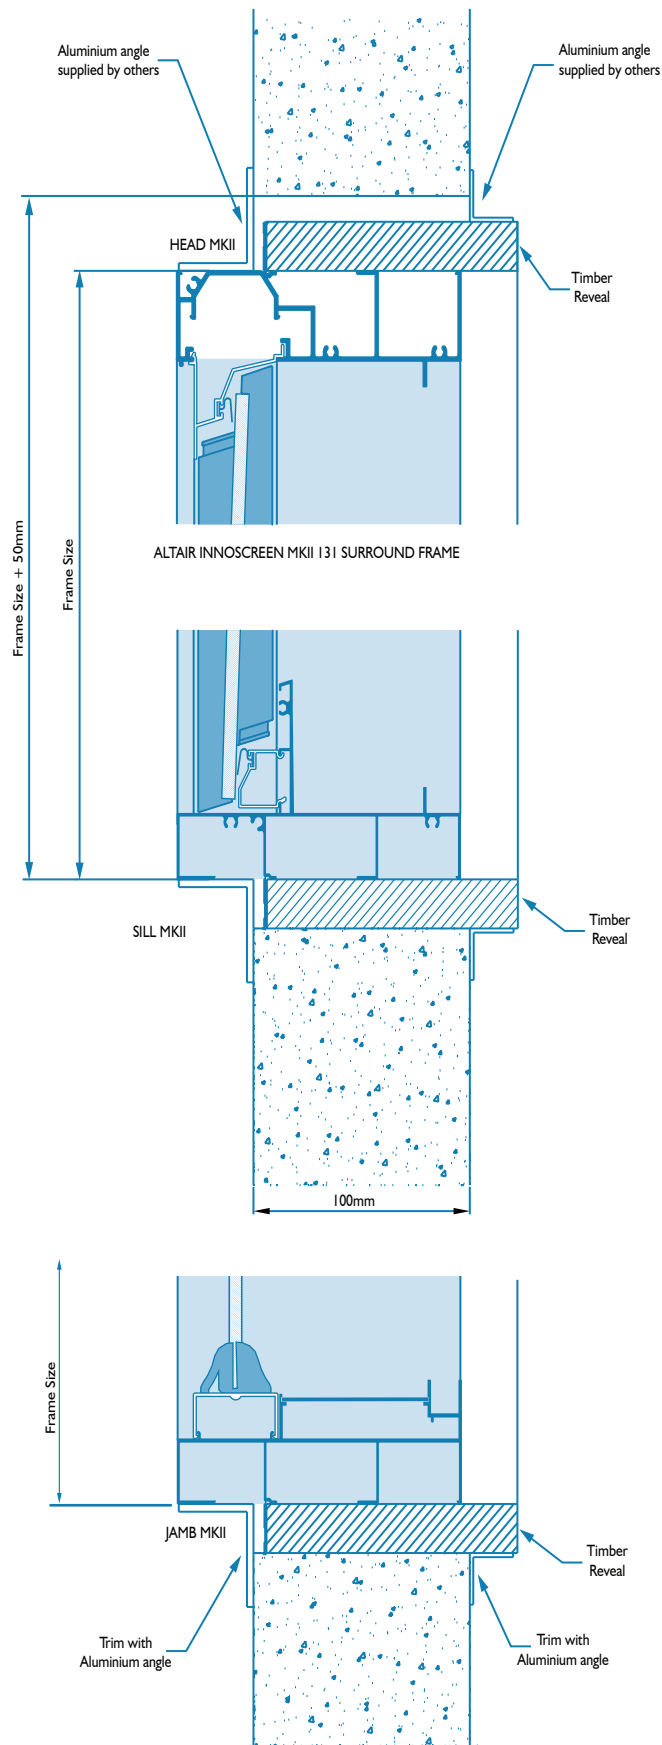 Aluminium angle
supplied by others
Aluminium angle
supplied by others
HEAD MKII
Timber
Reveal
Frame Size + 50mm
Frame Size
ALTAIR INNOSCREEN MKII 131 SURROUND FRAME
SILL MKII
Timber
Reveal
100mm
Frame Size
JAMB MKII
Timber
Reveal
Trim with
Aluminium angle
Trim with
Aluminium angle